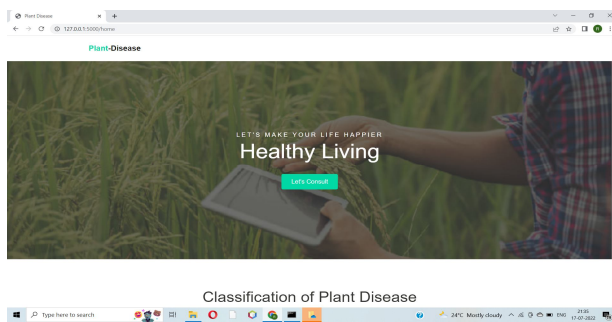 Plant Disease
127.0.0.1:5000/home
Plant-Disease
LET'S MAKE YOUR LIFE HAPPIER
Healthy Living
Let's Consult
Classification of Plant Disease
Type here to search
24°C Mostly cloudy
ENG
21:35
17-07-2022